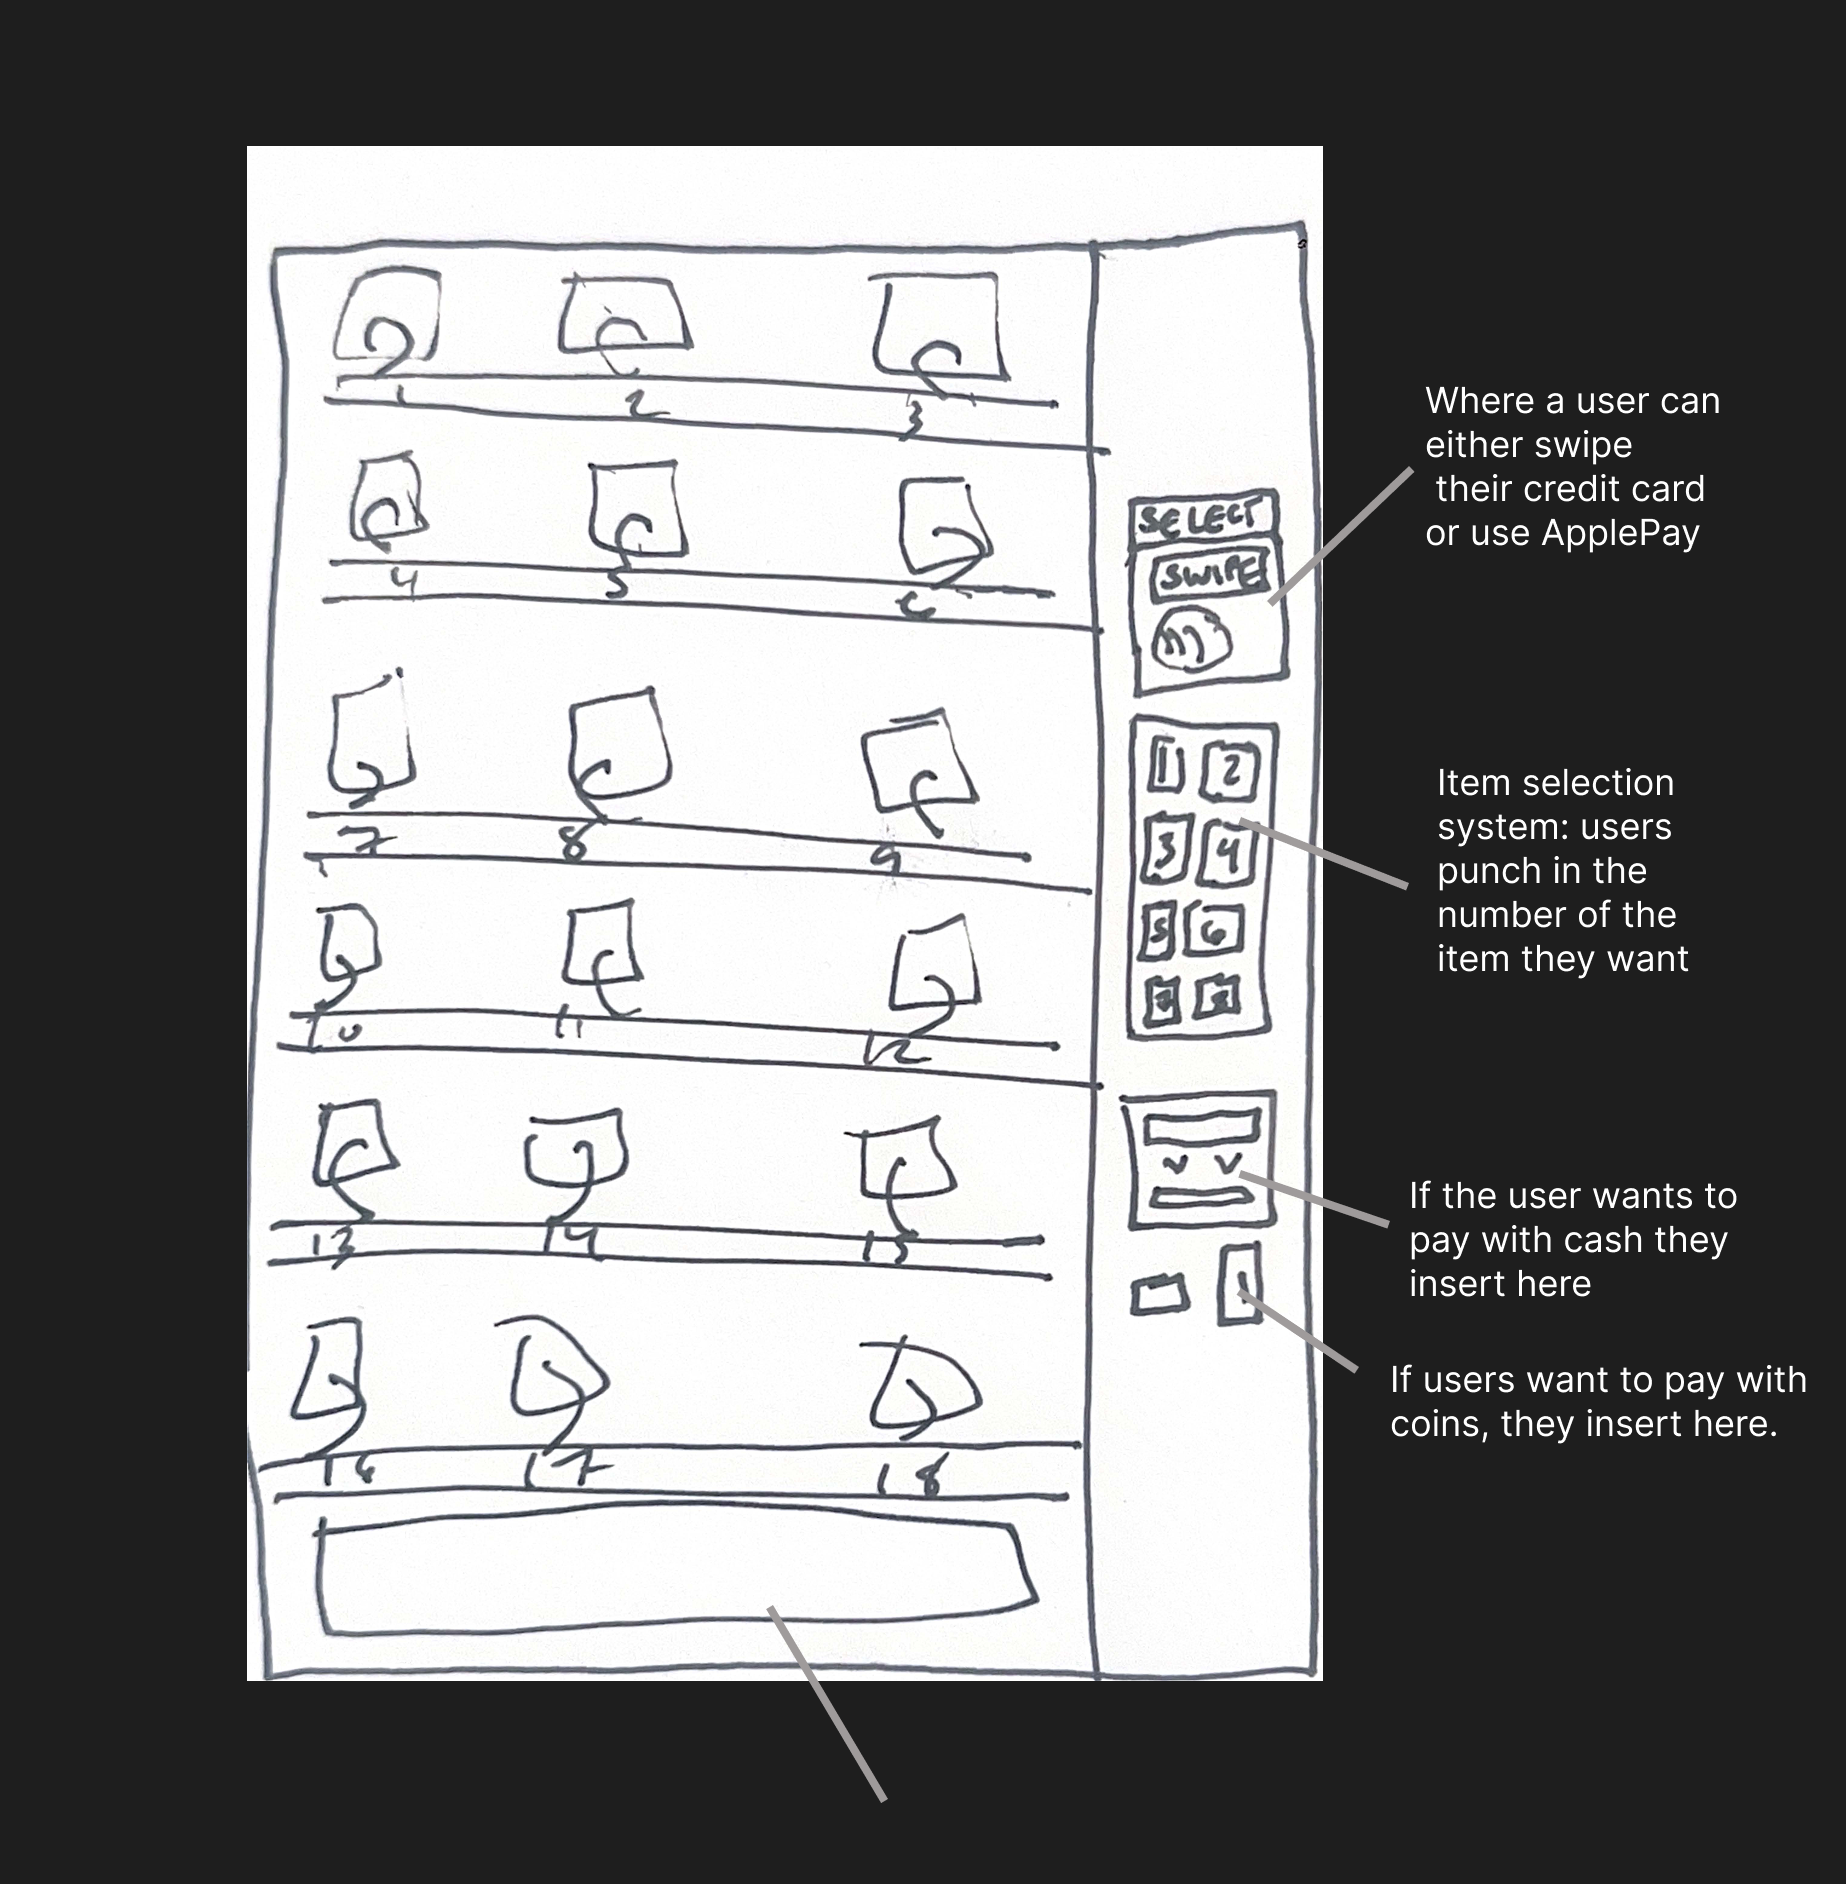 1 2 3
4 5 6
7 8 9
10 11 12
13 14 15
16 17 18
SELECT
SWIPE
1 2
3 4
5 6
7 8
Where a user can
either swipe
their credit card
or use ApplePay
Item selection
system: users
punch in the
number of the
item they want
If the user wants to
pay with cash they
insert here
If users want to pay with
coins, they insert here.